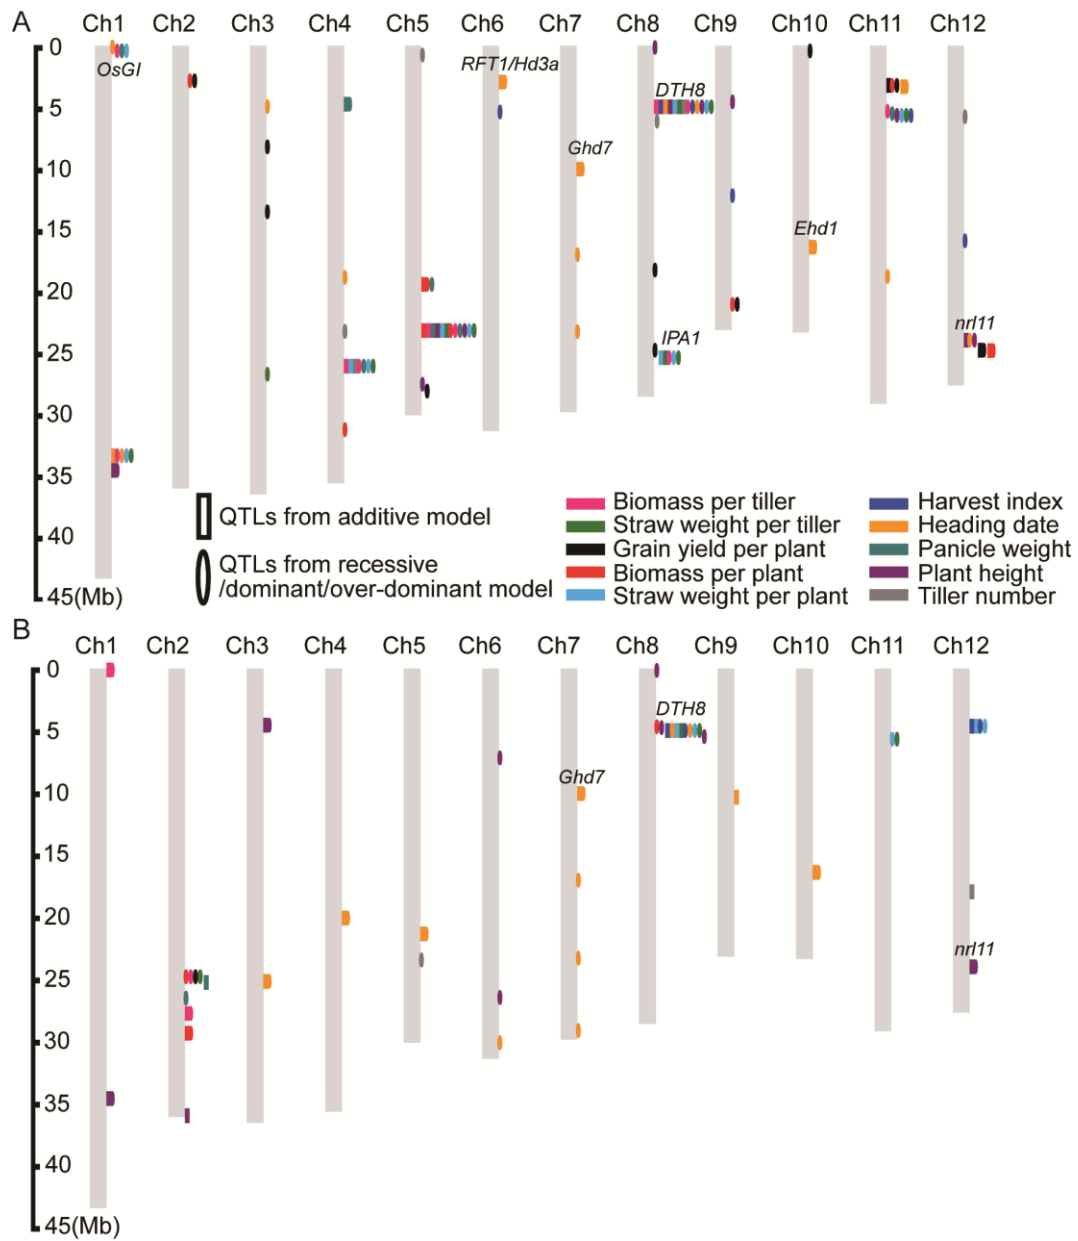 A
Ch1 Ch2 Ch3 Ch4 Ch5 Ch6 Ch7 Ch8 Ch9 Ch10 Ch11 Ch12
0
OsGI
RFT1/Hd3a
DTH8
5
Ghd7
10
15
Ehd1
20
nrl11
IPA1
25
30
35
40
45(Mb)
QTLs from additive model
QTLs from recessive
/dominant/over-dominant model
Biomass per tiller
Straw weight per tiller
Grain yield per plant
Biomass per plant
Straw weight per plant
Harvest index
Heading date
Panicle weight
Plant height
Tiller number
B
Ch1 Ch2 Ch3 Ch4 Ch5 Ch6 Ch7 Ch8 Ch9 Ch10 Ch11 Ch12
0
DTH8
5
Ghd7
10
15
20
nrl11
25
30
35
40
45(Mb)